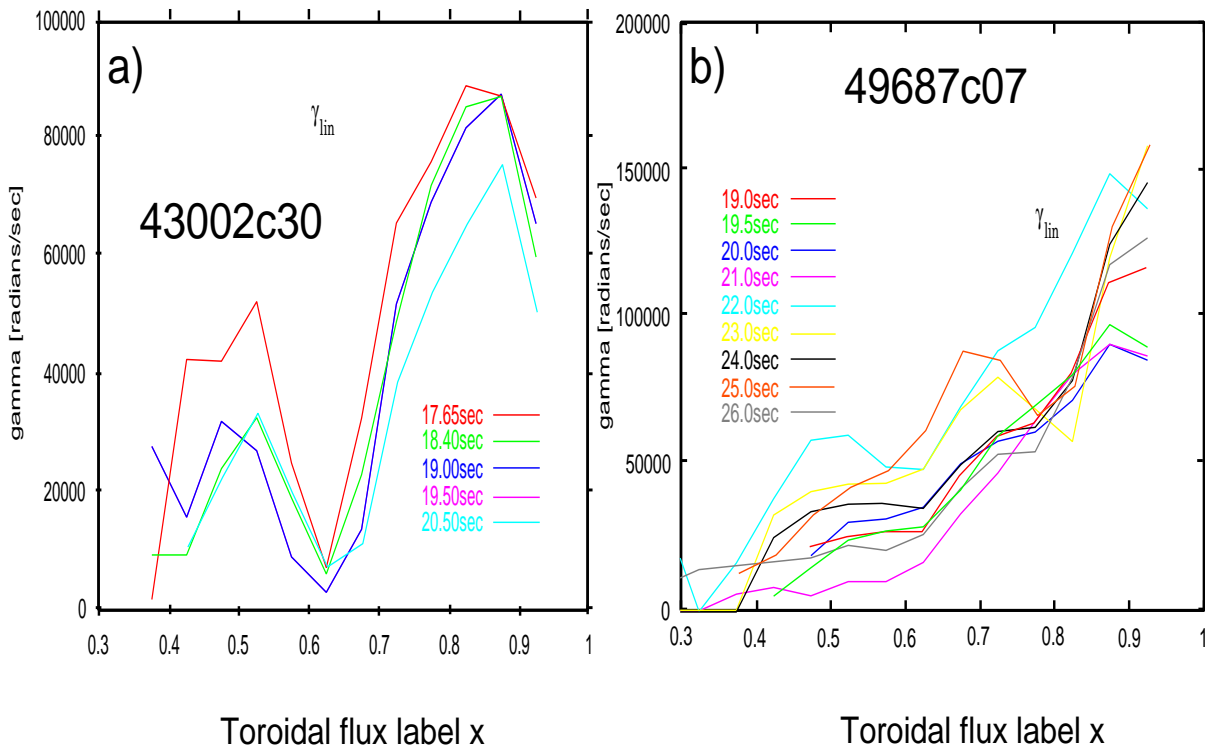 a)
γlin
43002c30
100000
80000
60000
40000
20000
0
gamma [radians/sec]
17.65sec
18.40sec
19.00sec
19.50sec
20.50sec
0.3 0.4 0.5 0.6 0.7 0.8 0.9 1
Toroidal flux label x
b)
49687c07
γlin
200000
150000
100000
50000
0
gamma [radians/sec]
19.0sec
19.5sec
20.0sec
21.0sec
22.0sec
23.0sec
24.0sec
25.0sec
26.0sec
0.3 0.4 0.5 0.6 0.7 0.8 0.9 1
Toroidal flux label x